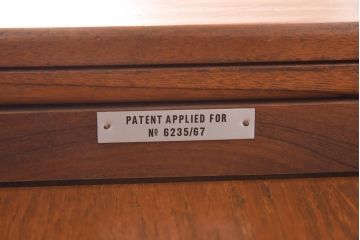 PATENT APPLIED FOR
Nº 6235/67